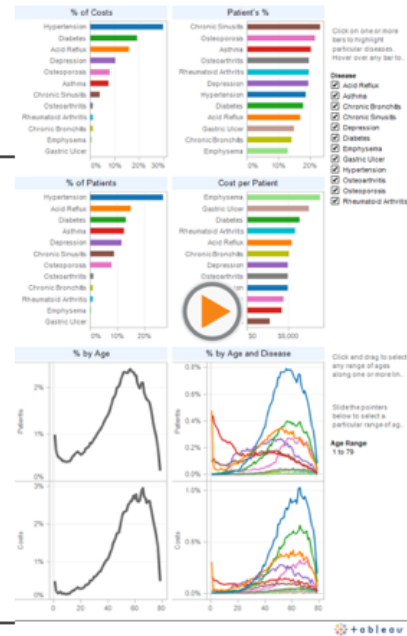 % of Costs
Hypertension
Diabetes
Acid Reflux
Depression
Osteoporosis
Asthma
Chronic Sinusitis
Osteoarthritis
Rheumatoid Arthritis
Chronic Bronchitis
Emphysema
Gastric Ulcer
0% 10% 20% 30%
Patient's %
Chronic Sinusitis
Osteoporosis
Asthma
Osteoarthritis
Rheumatoid Arthritis
Depression
Hypertension
Diabetes
Acid Reflux
Gastric Ulcer
Chronic Bronchitis
Emphysema
0% 10% 20%
Click on one or more
bars to highlight
particular diseases.
Hover over any bar to..
Disease
Acid Reflux
Asthma
Chronic Bronchitis
Chronic Sinusitis
Depression
Diabetes
Emphysema
Gastric Ulcer
Hypertension
Osteoarthritis
Osteoporosis
Rheumatoid Arthritis
% of Patients
Hypertension
Acid Reflux
Diabetes
Asthma
Depression
Chronic Sinusitis
Osteoporosis
Osteoarthritis
Chronic Bronchitis
Rheumatoid Arthritis
Emphysema
Gastric Ulcer
0% 10% 20%
Cost per Patient
Emphysema
Gastric Ulcer
Diabetes
Rheumatoid Arthritis
Acid Reflux
Chronic Bronchitis
Depression
Osteoarthritis
$0 $5,000
% by Age
Patients
2%
1%
0%
Costs
3%
2%
1%
0%
0 20 40 60 80
% by Age and Disease
Patients
0.8%
0.6%
0.4%
0.2%
0.0%
Costs
1.0%
0.5%
0.0%
0 20 40 60 80
Click and drag to select
any range of ages
along one or more lin..
Slide the pointers
below to select a
particular range of ag..
Age Range
1 to 79
+ableau